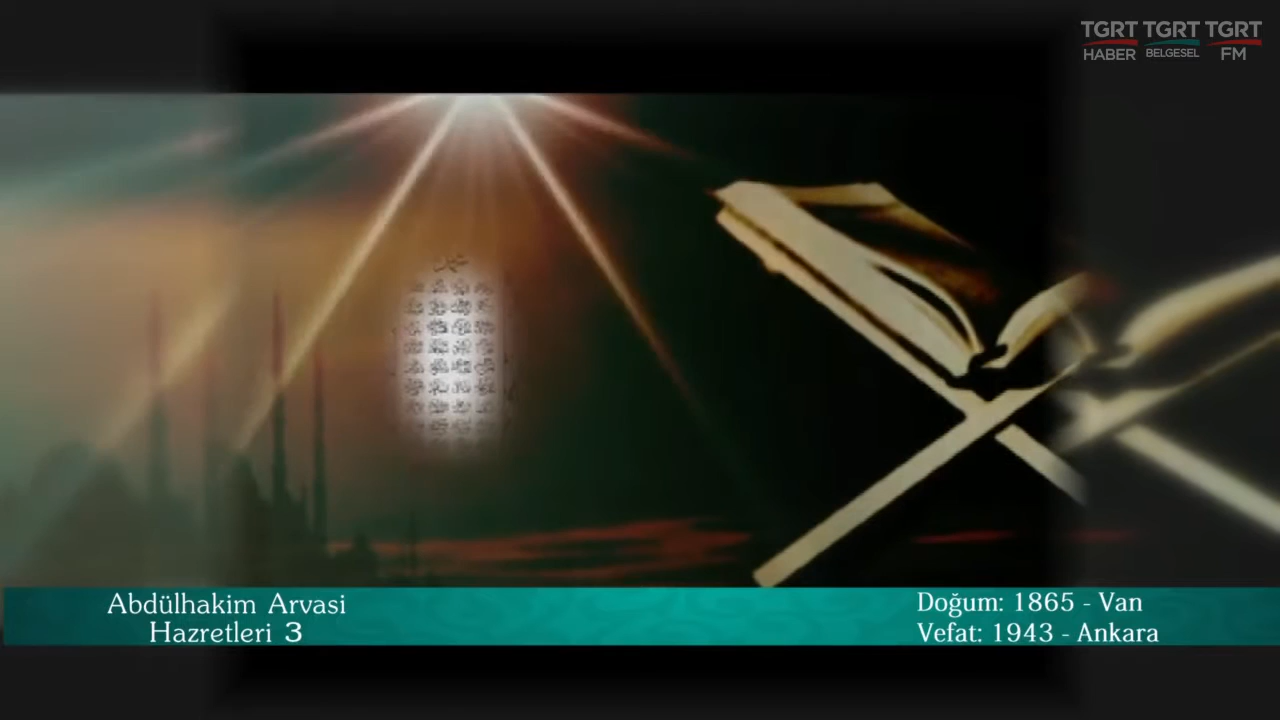 TGRT TGRT TGRT
HABER BELGESEL FM
Abdülhakim Arvasi
Hazretleri 3
Doğum: 1865 - Van
Vefat: 1943 - Ankara